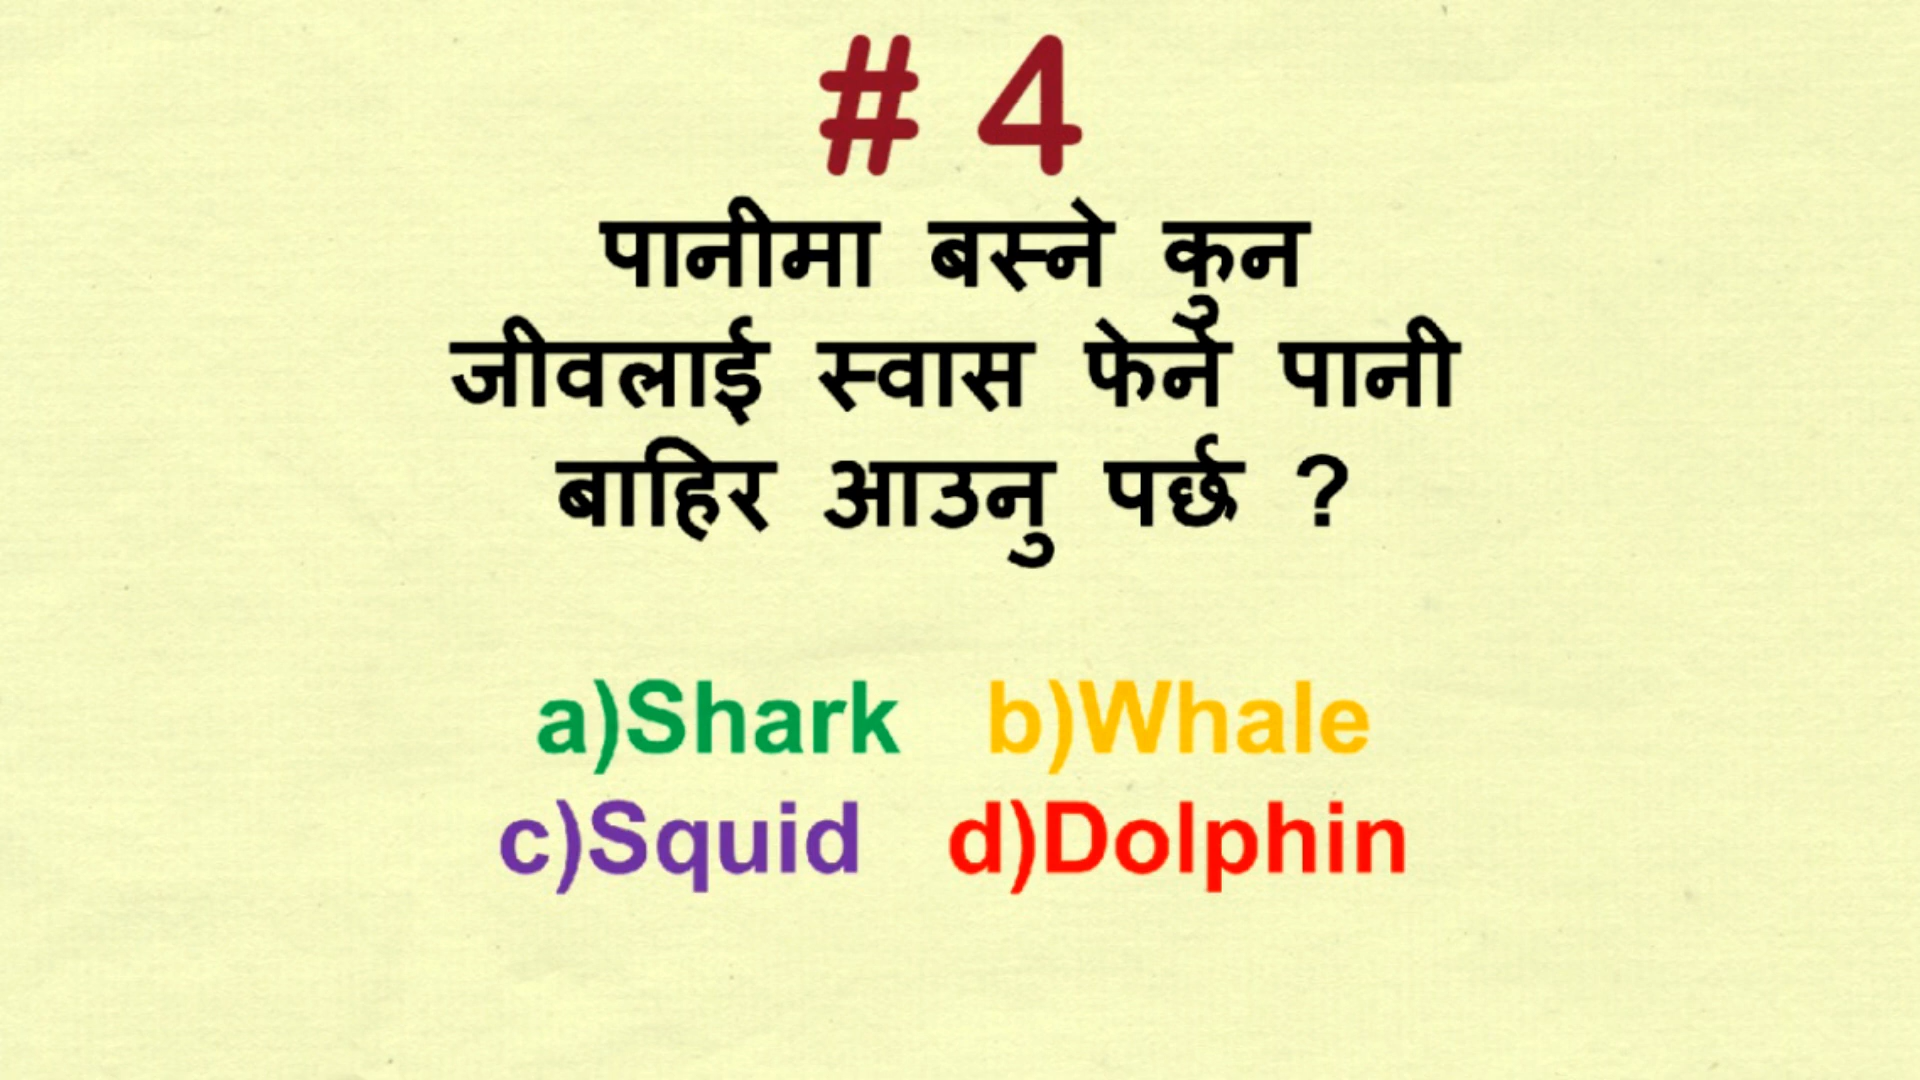 # 4
पानीमा बस्ने कुन
जीवलाई स्वास फेर्न पानी
बाहिर आउनु पर्छ ?
a)Shark b)Whale
c)Squid d)Dolphin